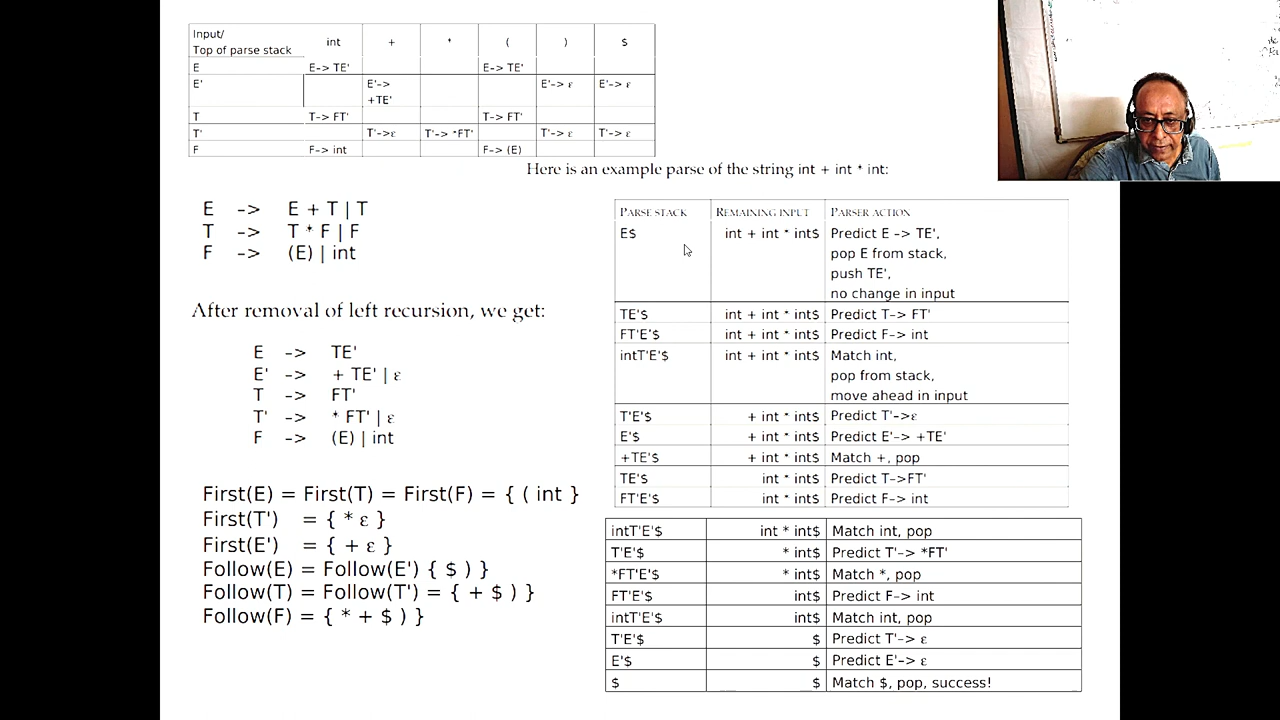 Input/
Top of parse stack int + * ( ) $
E E-> TE' E-> TE'
E' E'-> +TE' E'-> ε E'-> ε
T T-> FT' T-> FT'
T' T'->ε T'-> *FT' T'-> ε T'-> ε
F F-> int F-> (E)
Here is an example parse of the string int + int * int:
E -> E + T | T
T -> T * F | F
F -> (E) | int
After removal of left recursion, we get:
E -> TE'
E' -> + TE' | ε
T -> FT'
T' -> * FT' | ε
F -> (E) | int
First(E) = First(T) = First(F) = { ( int }
First(T') = { * ε }
First(E') = { + ε }
Follow(E) = Follow(E') { $ ) }
Follow(T) = Follow(T') = { + $ ) }
Follow(F) = { * + $ ) }
PARSE STACK REMAINING INPUT PARSER ACTION
E$ int + int * int$ Predict E -> TE',
pop E from stack,
push TE',
no change in input
TE'$ int + int * int$ Predict T-> FT'
FT'E'$ int + int * int$ Predict F-> int
intT'E'$ int + int * int$ Match int,
pop from stack,
move ahead in input
T'E'$ + int * int$ Predict T'->ε
E'$ + int * int$ Predict E'-> +TE'
+TE'$ + int * int$ Match +, pop
TE'$ int * int$ Predict T->FT'
FT'E'$ int * int$ Predict F-> int
intT'E'$ int * int$ Match int, pop
T'E'$ * int$ Predict T'-> *FT'
*FT'E'$ * int$ Match *, pop
FT'E'$ int$ Predict F-> int
intT'E'$ int$ Match int, pop
T'E'$ $ Predict T'-> ε
E'$ $ Predict E'-> ε
$ $ Match $, pop, success!